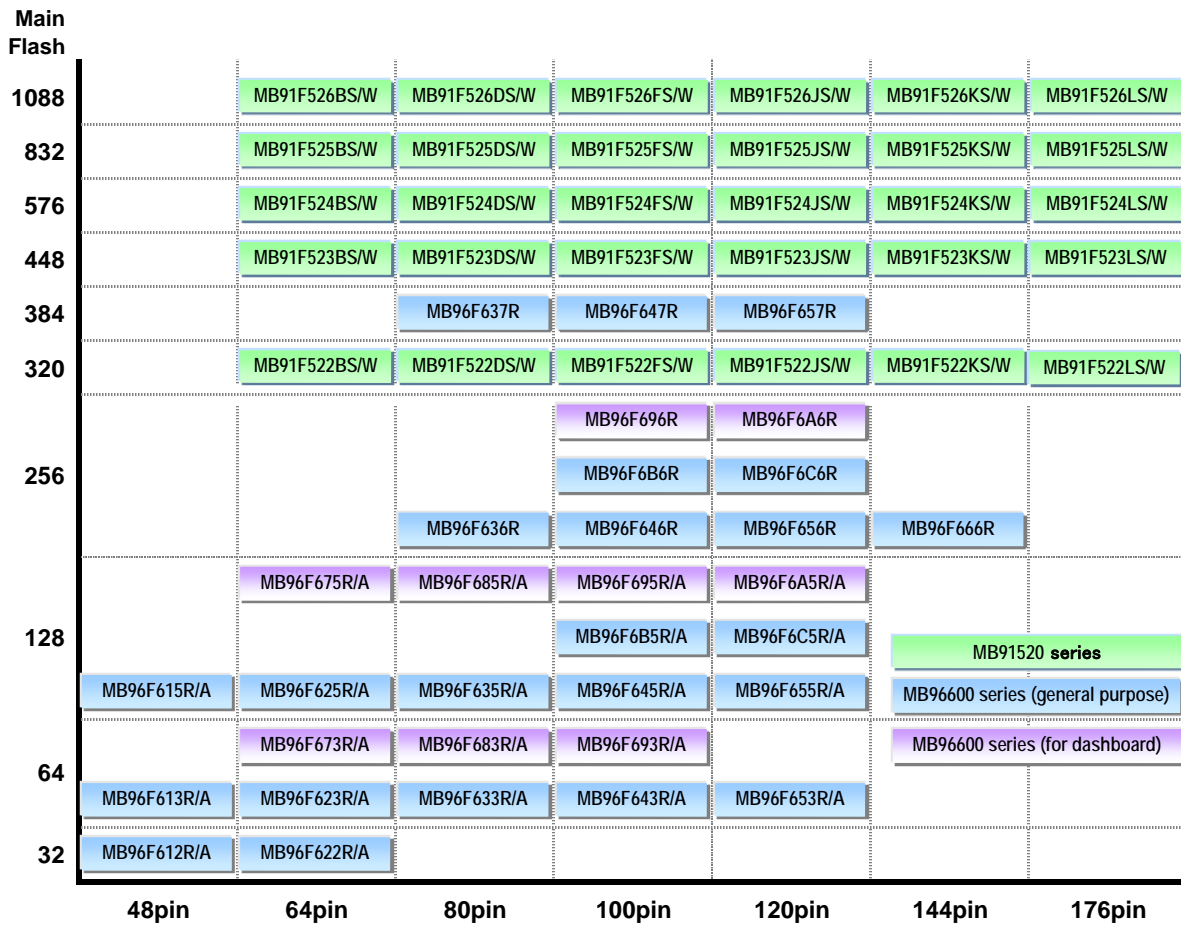 Main
Flash
1088 MB91F526BS/W MB91F526DS/W MB91F526FS/W MB91F526JS/W MB91F526KS/W MB91F526LS/W
832 MB91F525BS/W MB91F525DS/W MB91F525FS/W MB91F525JS/W MB91F525KS/W MB91F525LS/W
576 MB91F524BS/W MB91F524DS/W MB91F524FS/W MB91F524JS/W MB91F524KS/W MB91F524LS/W
448 MB91F523BS/W MB91F523DS/W MB91F523FS/W MB91F523JS/W MB91F523KS/W MB91F523LS/W
384 MB96F637R MB96F647R MB96F657R
320 MB91F522BS/W MB91F522DS/W MB91F522FS/W MB91F522JS/W MB91F522KS/W MB91F522LS/W
MB96F696R MB96F6A6R
256 MB96F6B6R MB96F6C6R
MB96F636R MB96F646R MB96F656R MB96F666R
MB96F675R/A MB96F685R/A MB96F695R/A MB96F6A5R/A
128 MB96F6B5R/A MB96F6C5R/A
MB91520 series
MB96F615R/A MB96F625R/A MB96F635R/A MB96F645R/A MB96F655R/A MB96600 series (general purpose)
MB96F673R/A MB96F683R/A MB96F693R/A MB96600 series (for dashboard)
64
MB96F613R/A MB96F623R/A MB96F633R/A MB96F643R/A MB96F653R/A
32 MB96F612R/A MB96F622R/A
48pin 64pin 80pin 100pin 120pin 144pin 176pin